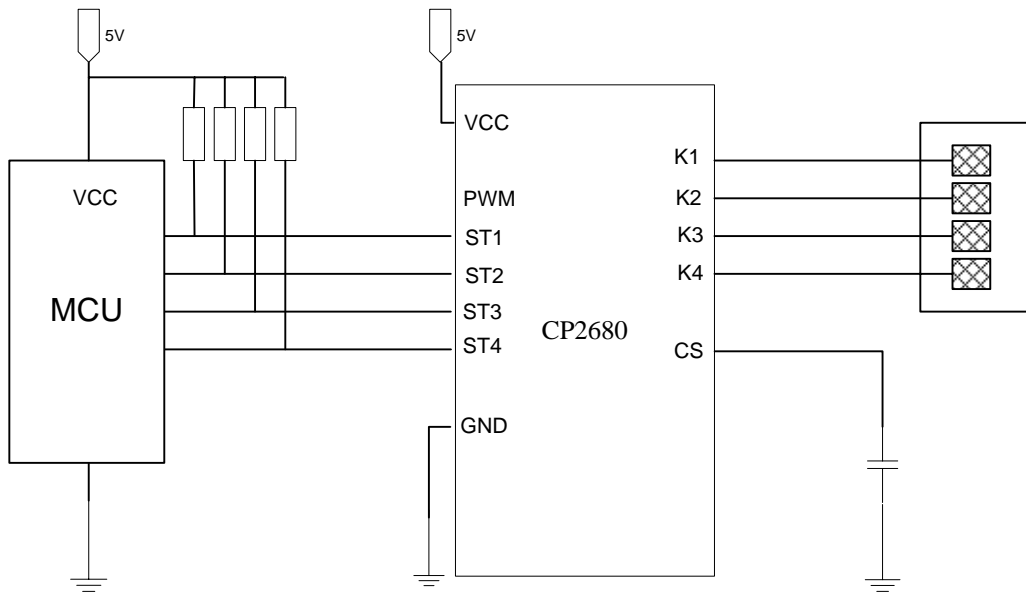 5V
5V
VCC
VCC
PWM
ST1
ST2
ST3
ST4
GND
MCU
CP2680
K1
K2
K3
K4
CS